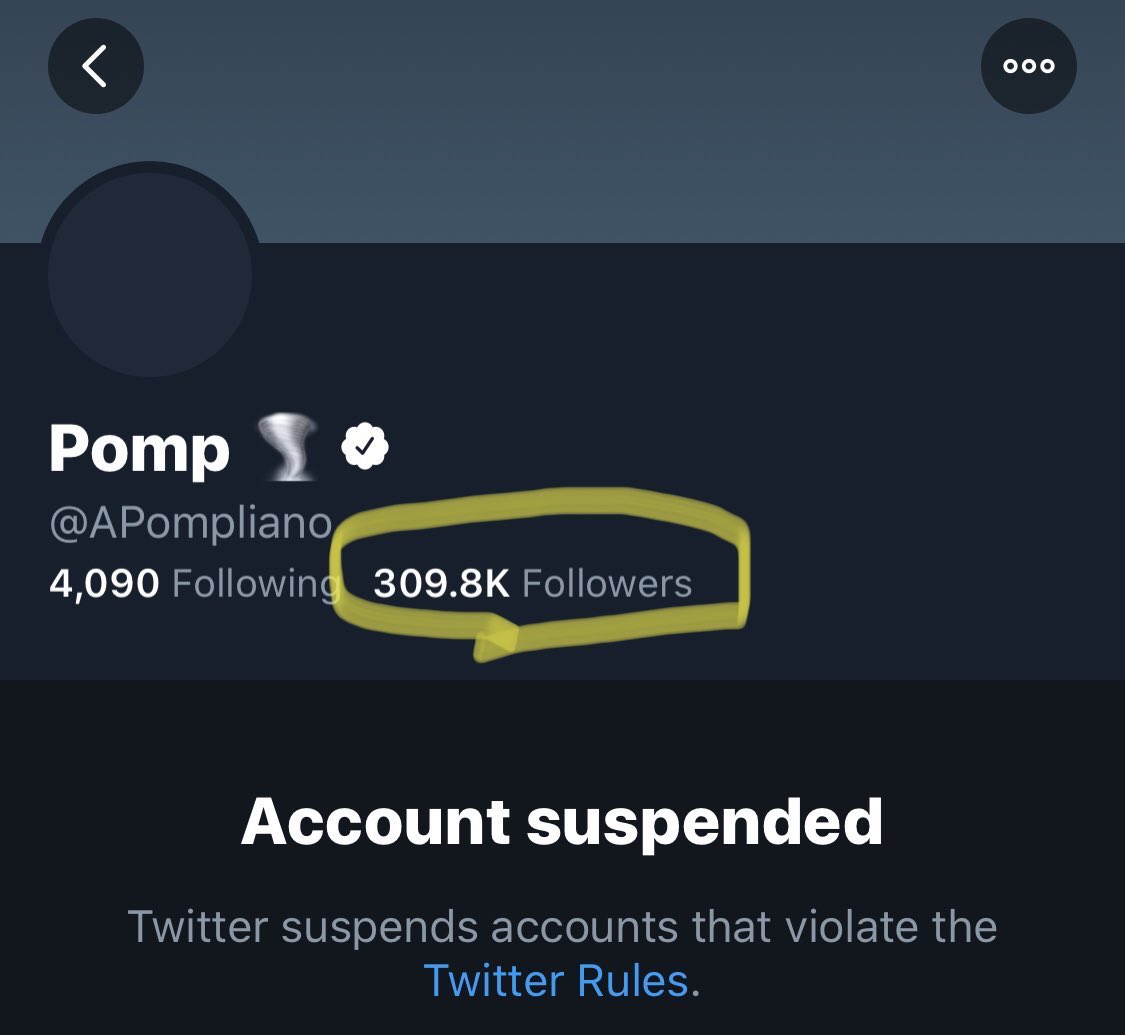 Pomp 🌪
@APompliano
4,090 Following 309.8K Followers
Account suspended
Twitter suspends accounts that violate the
Twitter Rules.